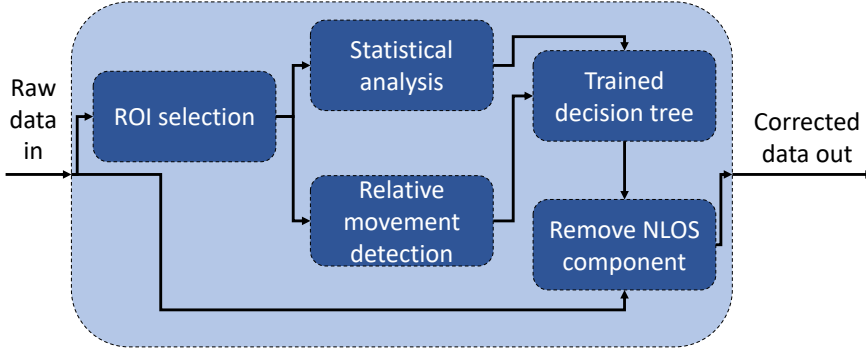 Raw
data
in
ROI selection
Statistical
analysis
Relative
movement
detection
Trained
decision tree
Remove NLOS
component
Corrected
data out